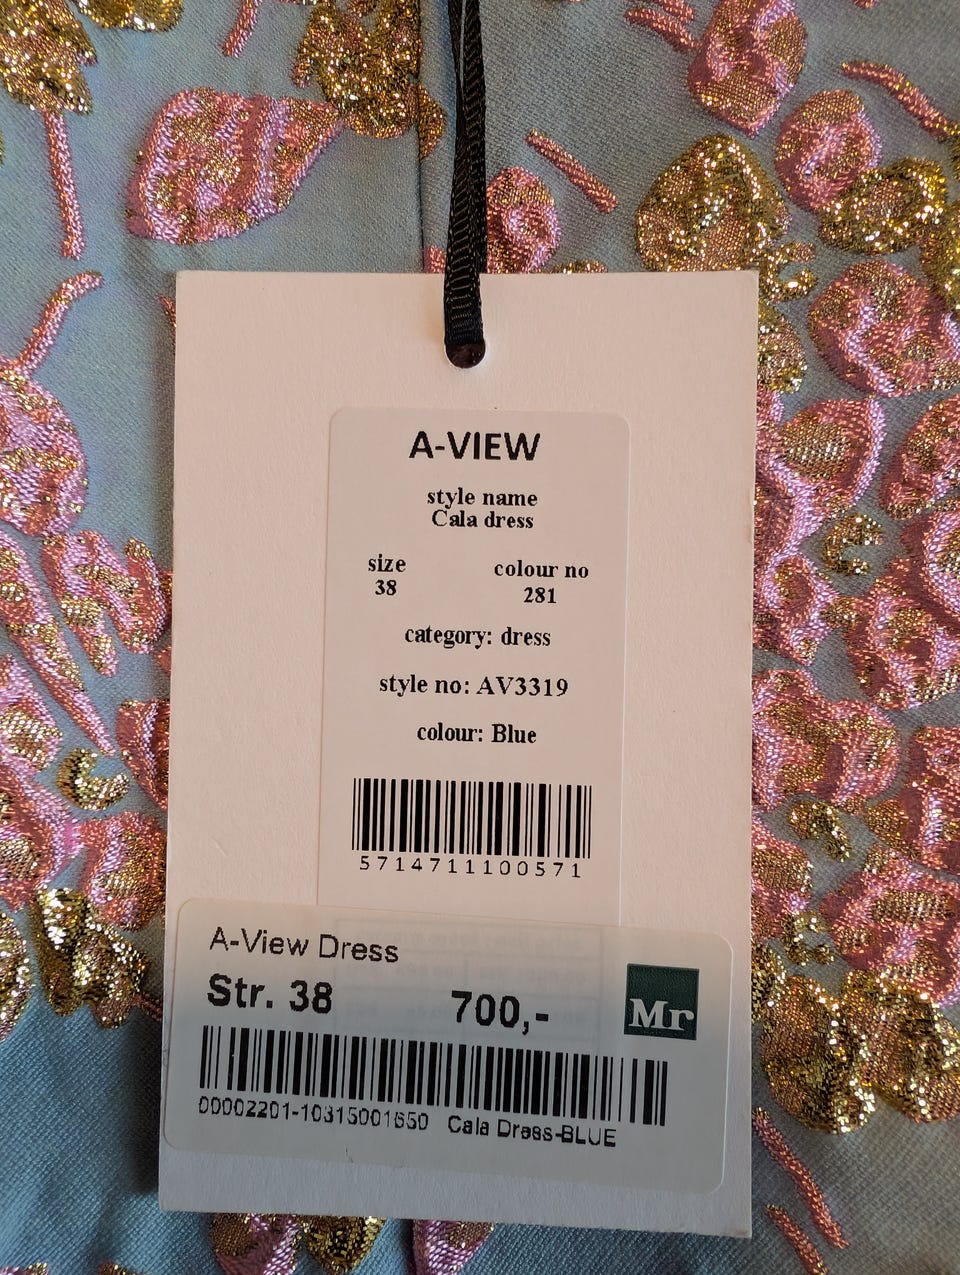 A-VIEW
style name
Cala dress
size colour no
38 281
category: dress
style no: AV3319
colour: Blue
5714711100571
A-View Dress
Str. 38 700,-
Mr
00002201-10315001650 Cala Dress-BLUE